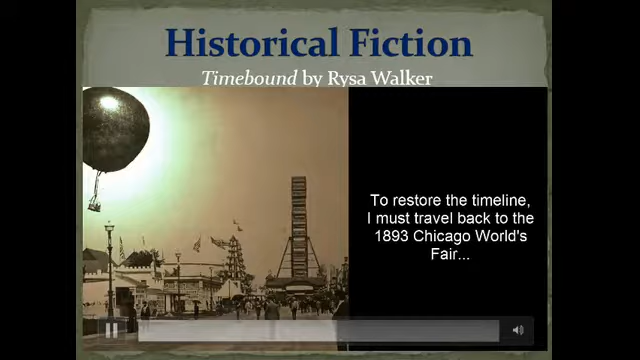 Historical Fiction
Timebound by Rysa Walker
To restore the timeline,
I must travel back to the
1893 Chicago World's
Fair...